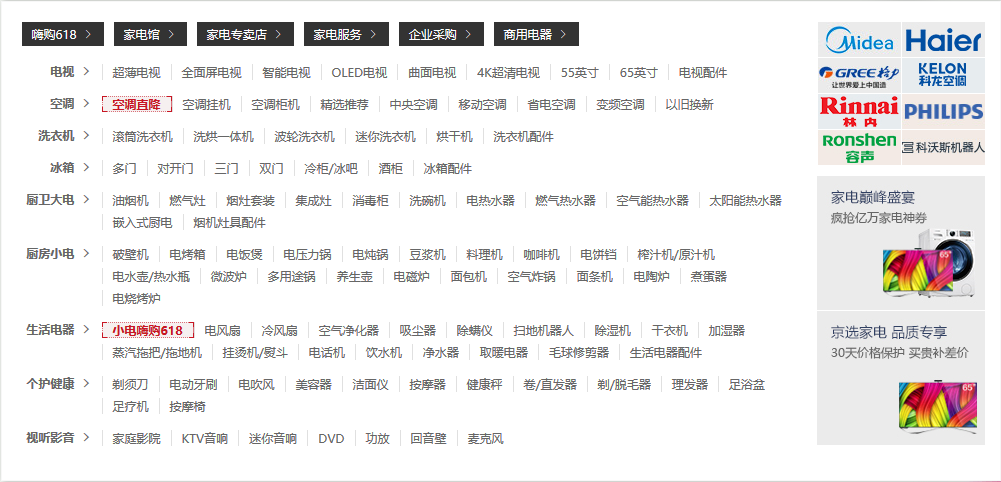 嗨购618 > 家电馆 > 家电专卖店 > 家电服务 > 企业采购 > 商用电器 >
电视 > 超薄电视 全面屏电视 智能电视 OLED电视 曲面电视 4K超清电视 55英寸 65英寸 电视配件
空调 > 空调直降 空调挂机 空调柜机 精选推荐 中央空调 移动空调 省电空调 变频空调 以旧换新
洗衣机 > 滚筒洗衣机 洗烘一体机 波轮洗衣机 迷你洗衣机 烘干机 洗衣机配件
冰箱 > 多门 对开门 三门 双门 冷柜/冰吧 酒柜 冰箱配件
厨卫大电 > 油烟机 燃气灶 烟灶套装 集成灶 消毒柜 洗碗机 电热水器 燃气热水器 空气能热水器 太阳能热水器
嵌入式厨电 烟机灶具配件
厨房小电 > 破壁机 电烤箱 电饭煲 电压力锅 电炖锅 豆浆机 料理机 咖啡机 电饼铛 榨汁机/原汁机
电水壶/热水瓶 微波炉 多用途锅 养生壶 电磁炉 面包机 空气炸锅 面条机 电陶炉 煮蛋器
电烧烤炉
生活电器 > 小电嗨购618 电风扇 冷风扇 空气净化器 吸尘器 除螨仪 扫地机器人 除湿机 干衣机 加湿器
蒸汽拖把/拖地机 挂烫机/熨斗 电话机 饮水机 净水器 取暖电器 毛球修剪器 生活电器配件
个护健康 > 剃须刀 电动牙刷 电吹风 美容器 洁面仪 按摩器 健康秤 卷/直发器 剃/脱毛器 理发器 足浴盆
足疗机 按摩椅
视听影音 > 家庭影院 KTV音响 迷你音响 DVD 功放 回音壁 麦克风
Midea Haier
GREE格力 KELON
让世界爱上中国造 科龙空调
Rinnai PHILIPS
林内
Ronshen 科沃斯机器人
容声
家电巅峰盛宴
疯抢亿万家电神券
65"
京选家电 品质专享
30天价格保护 买贵补差价
65"